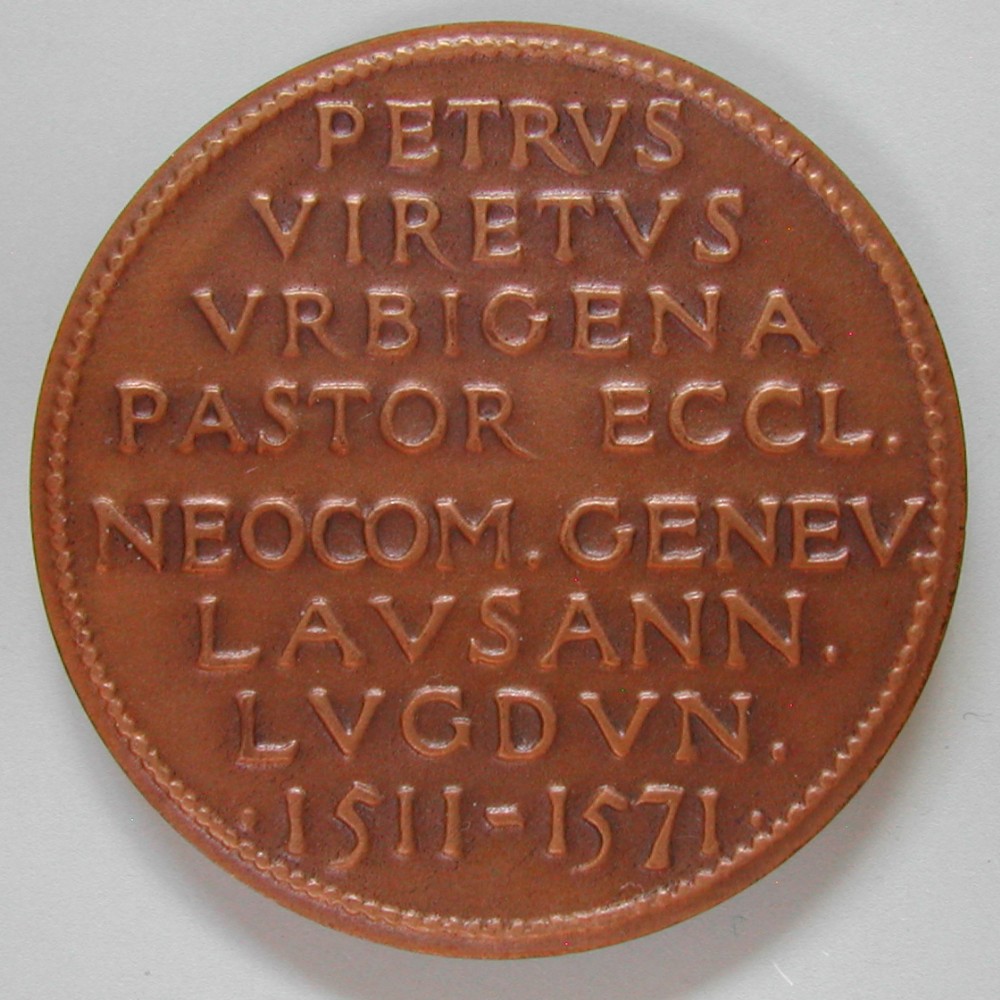 PETRVS
VIRETVS
VRBIGENA
PASTOR ECCL.
NEOCOM. GENEV
LAVSANN.
LVGDVN.
·1511-1571·